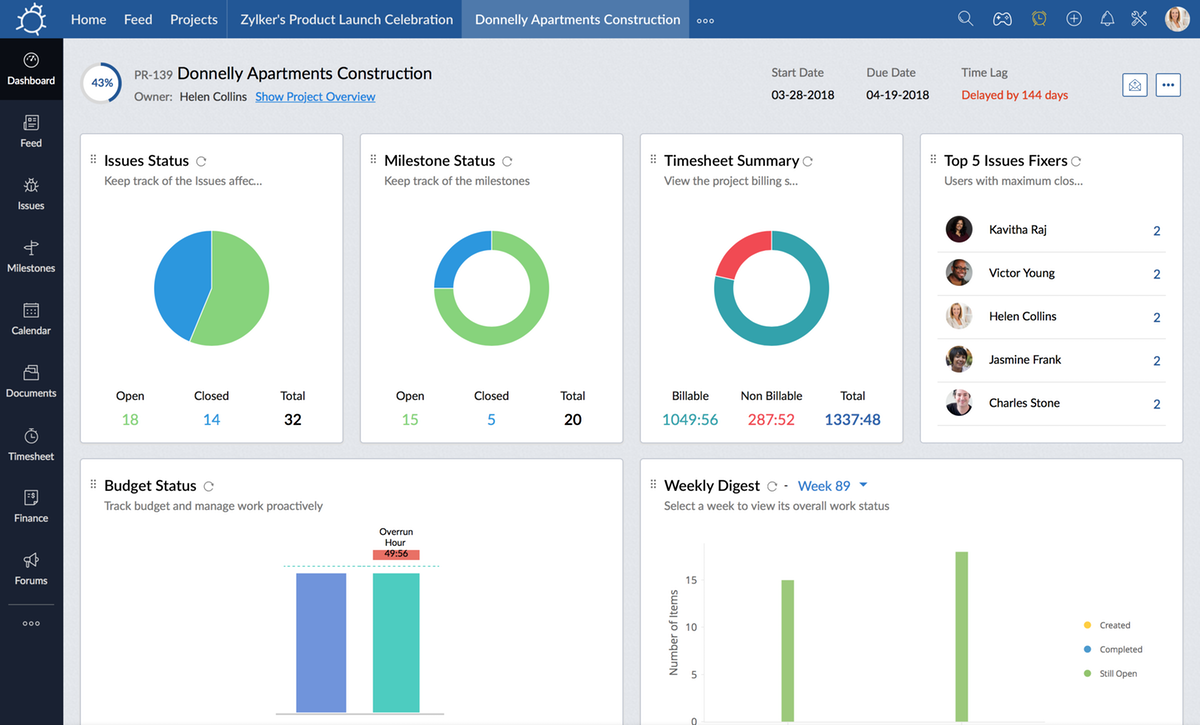 Home Feed Projects Zylker's Product Launch Celebration Donnelly Apartments Construction
Dashboard
Feed
Issues
Milestones
Calendar
Documents
Timesheet
Finance
Forums
43%
PR-139 Donnelly Apartments Construction
Owner: Helen Collins Show Project Overview
Start Date
03-28-2018
Due Date
04-19-2018
Time Lag
Delayed by 144 days
Issues Status
Keep track of the Issues affec...
Open Closed Total
18 14 32
Milestone Status
Keep track of the milestones
Open Closed Total
15 5 20
Timesheet Summary
View the project billing s...
Billable Non Billable Total
1049:56 287:52 1337:48
Top 5 Issues Fixers
Users with maximum clos...
Kavitha Raj 2
Victor Young 2
Helen Collins 2
Jasmine Frank 2
Charles Stone 2
Budget Status
Track budget and manage work proactively
Overrun
Hour
49:56
Weekly Digest - Week 89
Select a week to view its overall work status
Number of Items
15
10
5
0
Created
Completed
Still Open